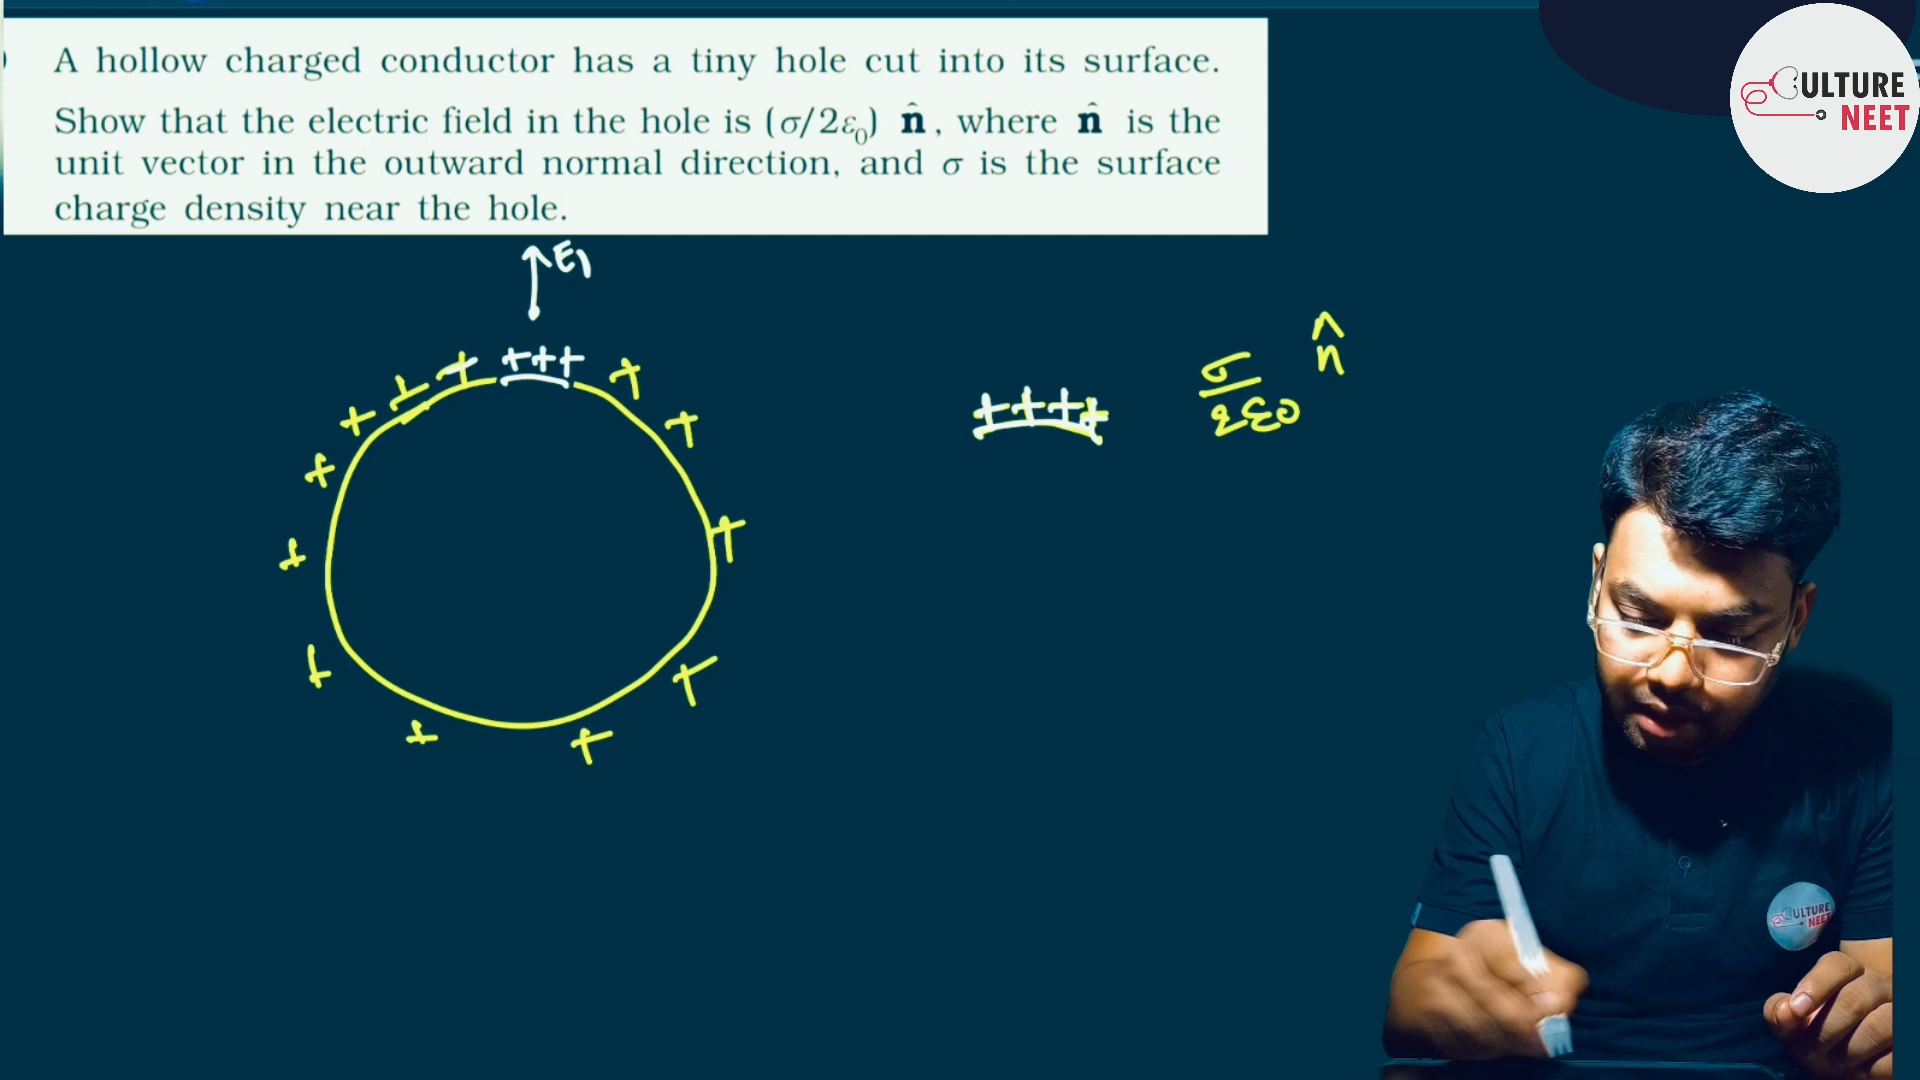 A hollow charged conductor has a tiny hole cut into its surface.
Show that the electric field in the hole is (σ/2ε₀) n̂, where n̂ is the
unit vector in the outward normal direction, and σ is the surface
charge density near the hole.
CULTURE
NEET
E1
+ + +++ +
+
+
+
+
+
+
+
+
+
+
++++
σ/2ε0 n̂
CULTURE
NEET